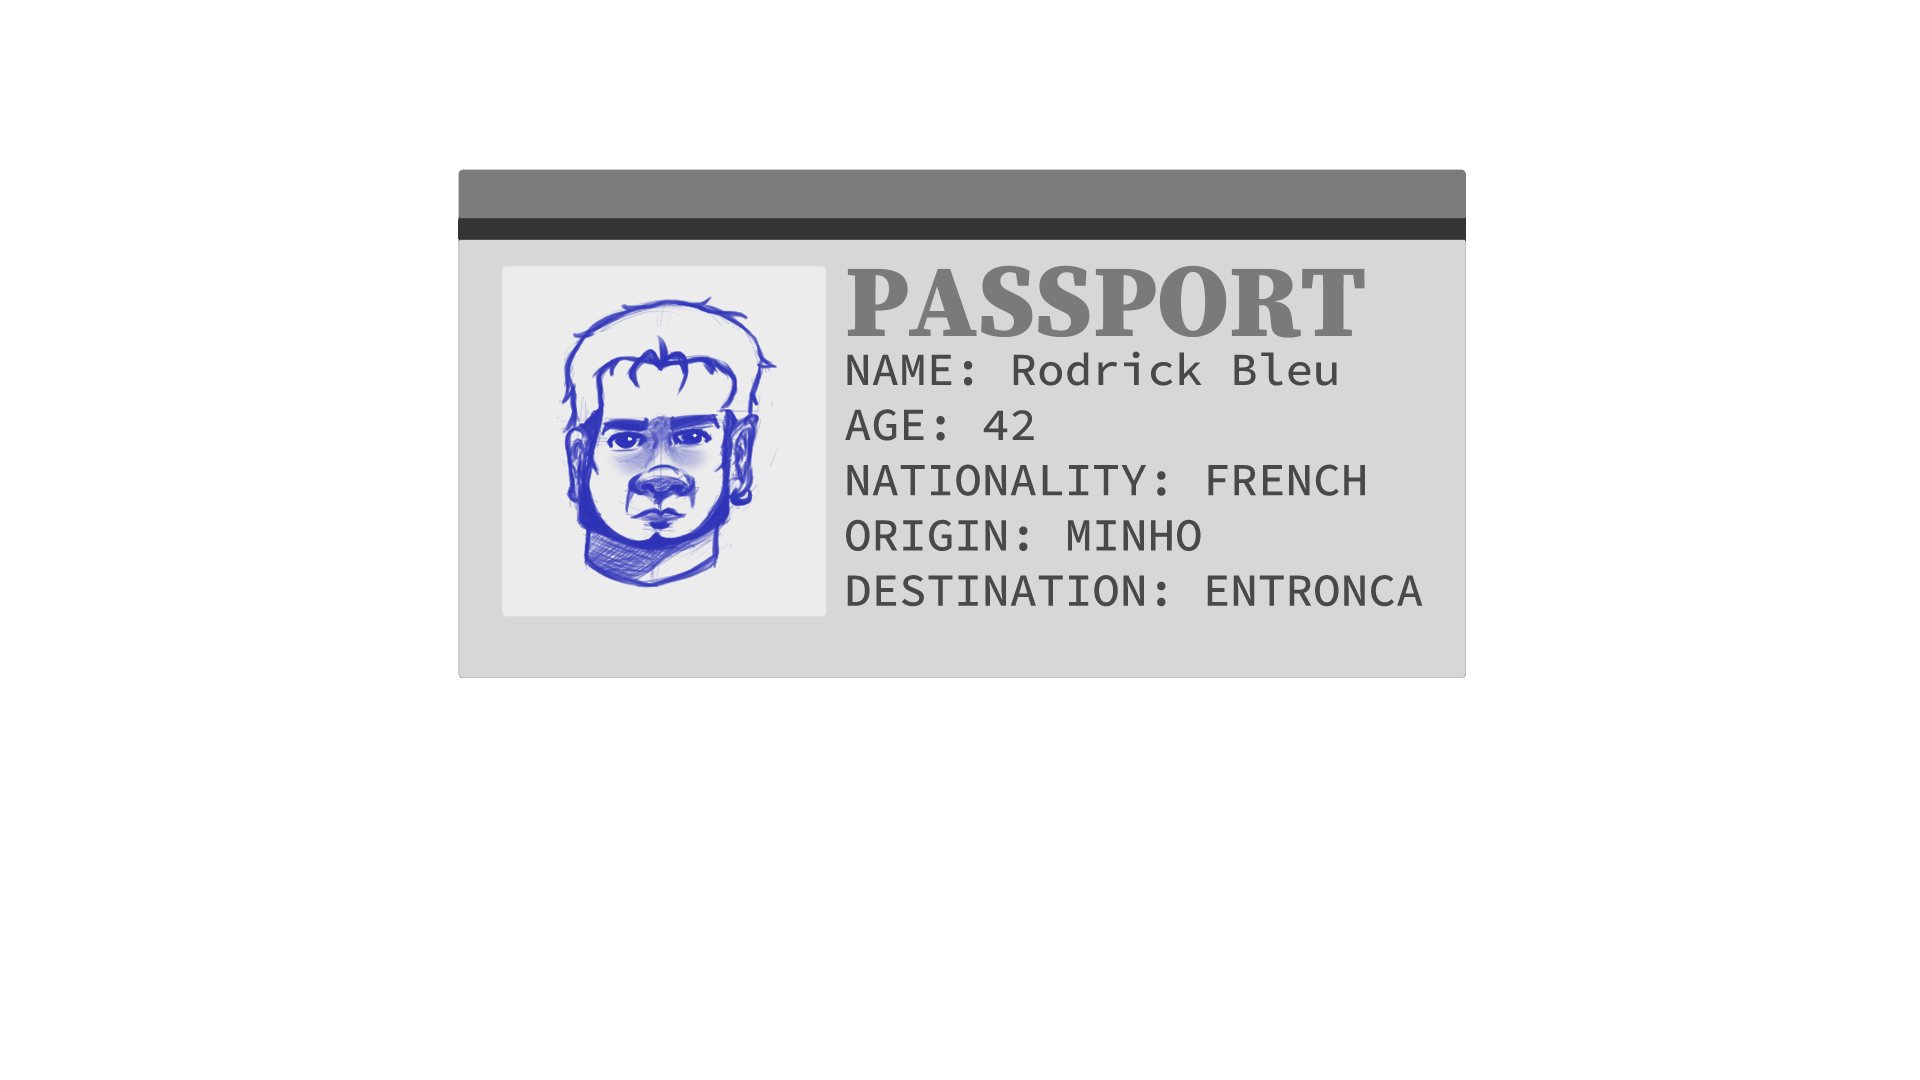 PASSPORT
NAME: Rodrick Bleu
AGE: 42
NATIONALITY: FRENCH
ORIGIN: MINHO
DESTINATION: ENTRONCA